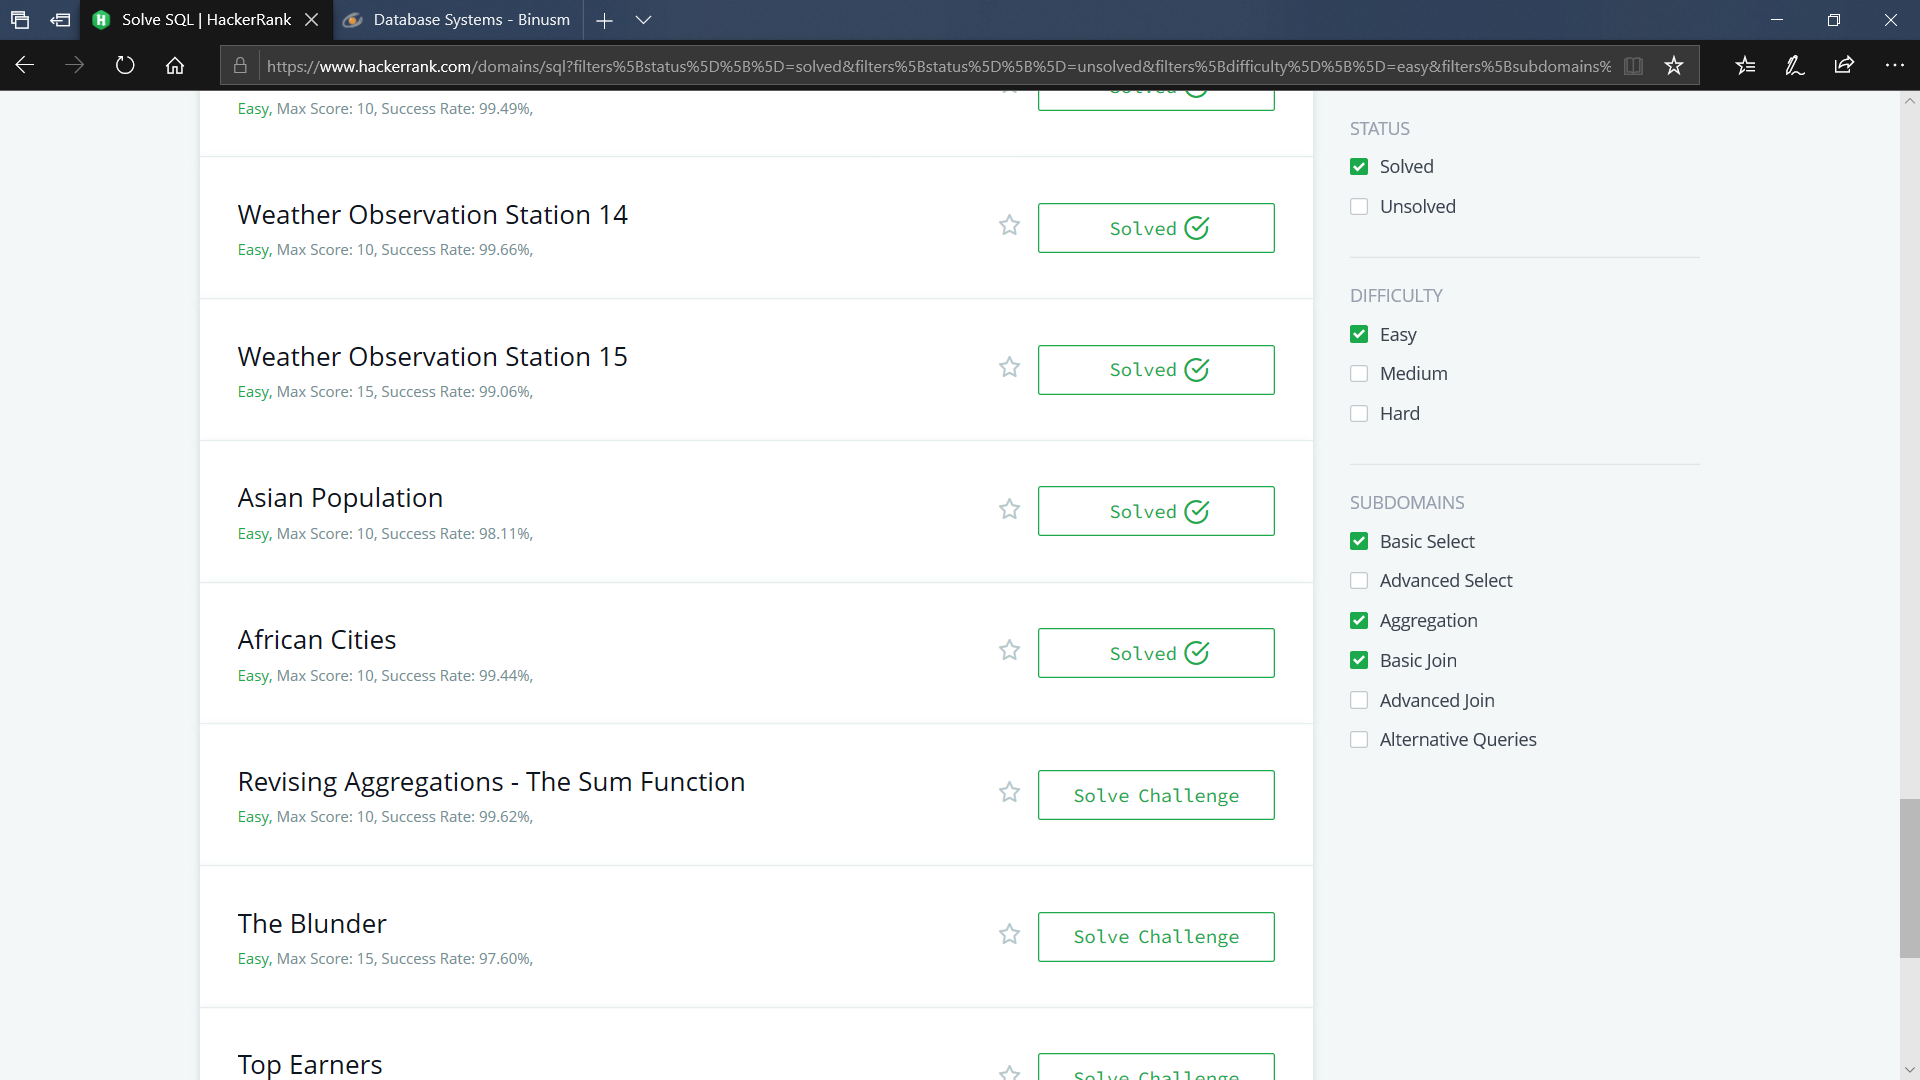 Solve SQL | HackerRank
Database Systems - Binusm
https://www.hackerrank.com/domains/sql?filters%5Bstatus%5D%5B%5D=solved&filters%5Bstatus%5D%5B%5D=unsolved&filters%5Bdifficulty%5D%5B%5D=easy&filters%5Bsubdomains%
Solved
Easy, Max Score: 10, Success Rate: 99.49%,
Weather Observation Station 14
Easy, Max Score: 10, Success Rate: 99.66%,
Solved
Weather Observation Station 15
Easy, Max Score: 15, Success Rate: 99.06%,
Solved
Asian Population
Easy, Max Score: 10, Success Rate: 98.11%,
Solved
African Cities
Easy, Max Score: 10, Success Rate: 99.44%,
Solved
Revising Aggregations - The Sum Function
Easy, Max Score: 10, Success Rate: 99.62%,
Solve Challenge
The Blunder
Easy, Max Score: 15, Success Rate: 97.60%,
Solve Challenge
Top Earners
Solve Challenge
STATUS
Solved
Unsolved
DIFFICULTY
Easy
Medium
Hard
SUBDOMAINS
Basic Select
Advanced Select
Aggregation
Basic Join
Advanced Join
Alternative Queries